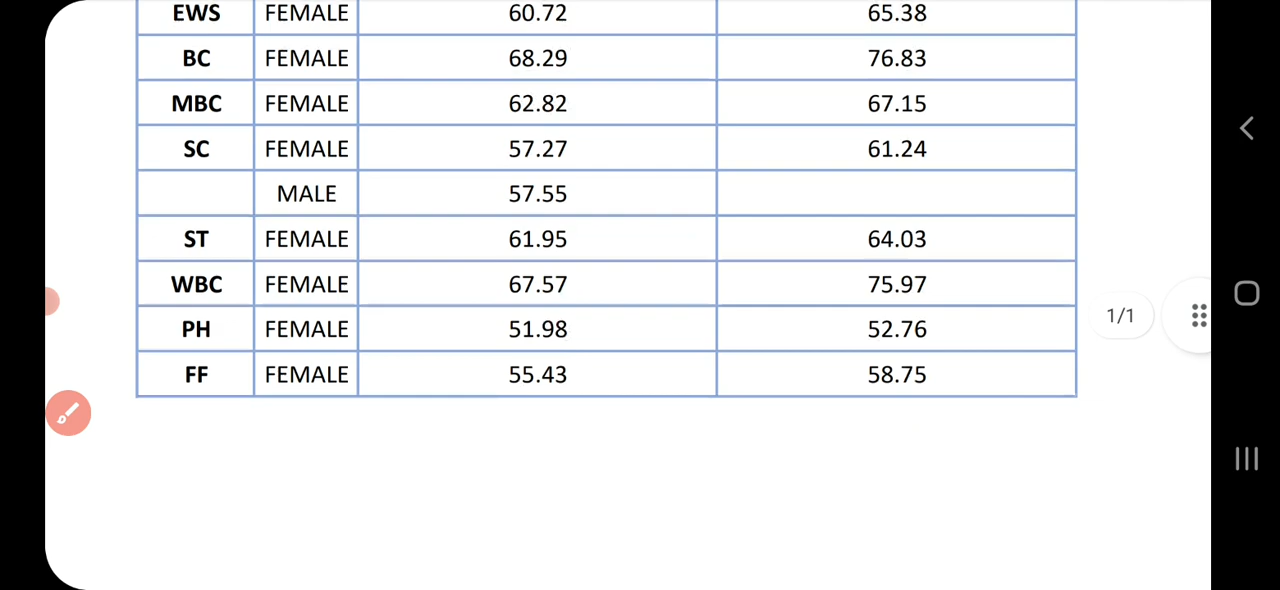 EWS FEMALE 60.72 65.38
BC FEMALE 68.29 76.83
MBC FEMALE 62.82 67.15
SC FEMALE 57.27 61.24
MALE 57.55
ST FEMALE 61.95 64.03
WBC FEMALE 67.57 75.97
PH FEMALE 51.98 52.76
FF FEMALE 55.43 58.75
1/1